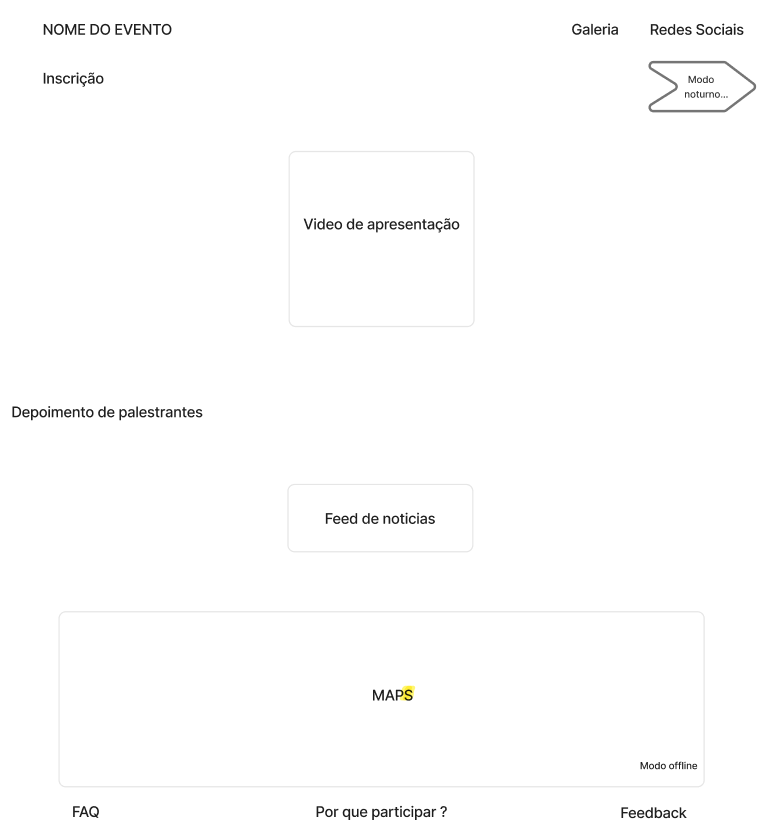 NOME DO EVENTO
Galeria
Redes Sociais
Inscrição
Modo
noturno...
Video de apresentação
Depoimento de palestrantes
Feed de noticias
MAPS
Modo offline
FAQ
Por que participar ?
Feedback